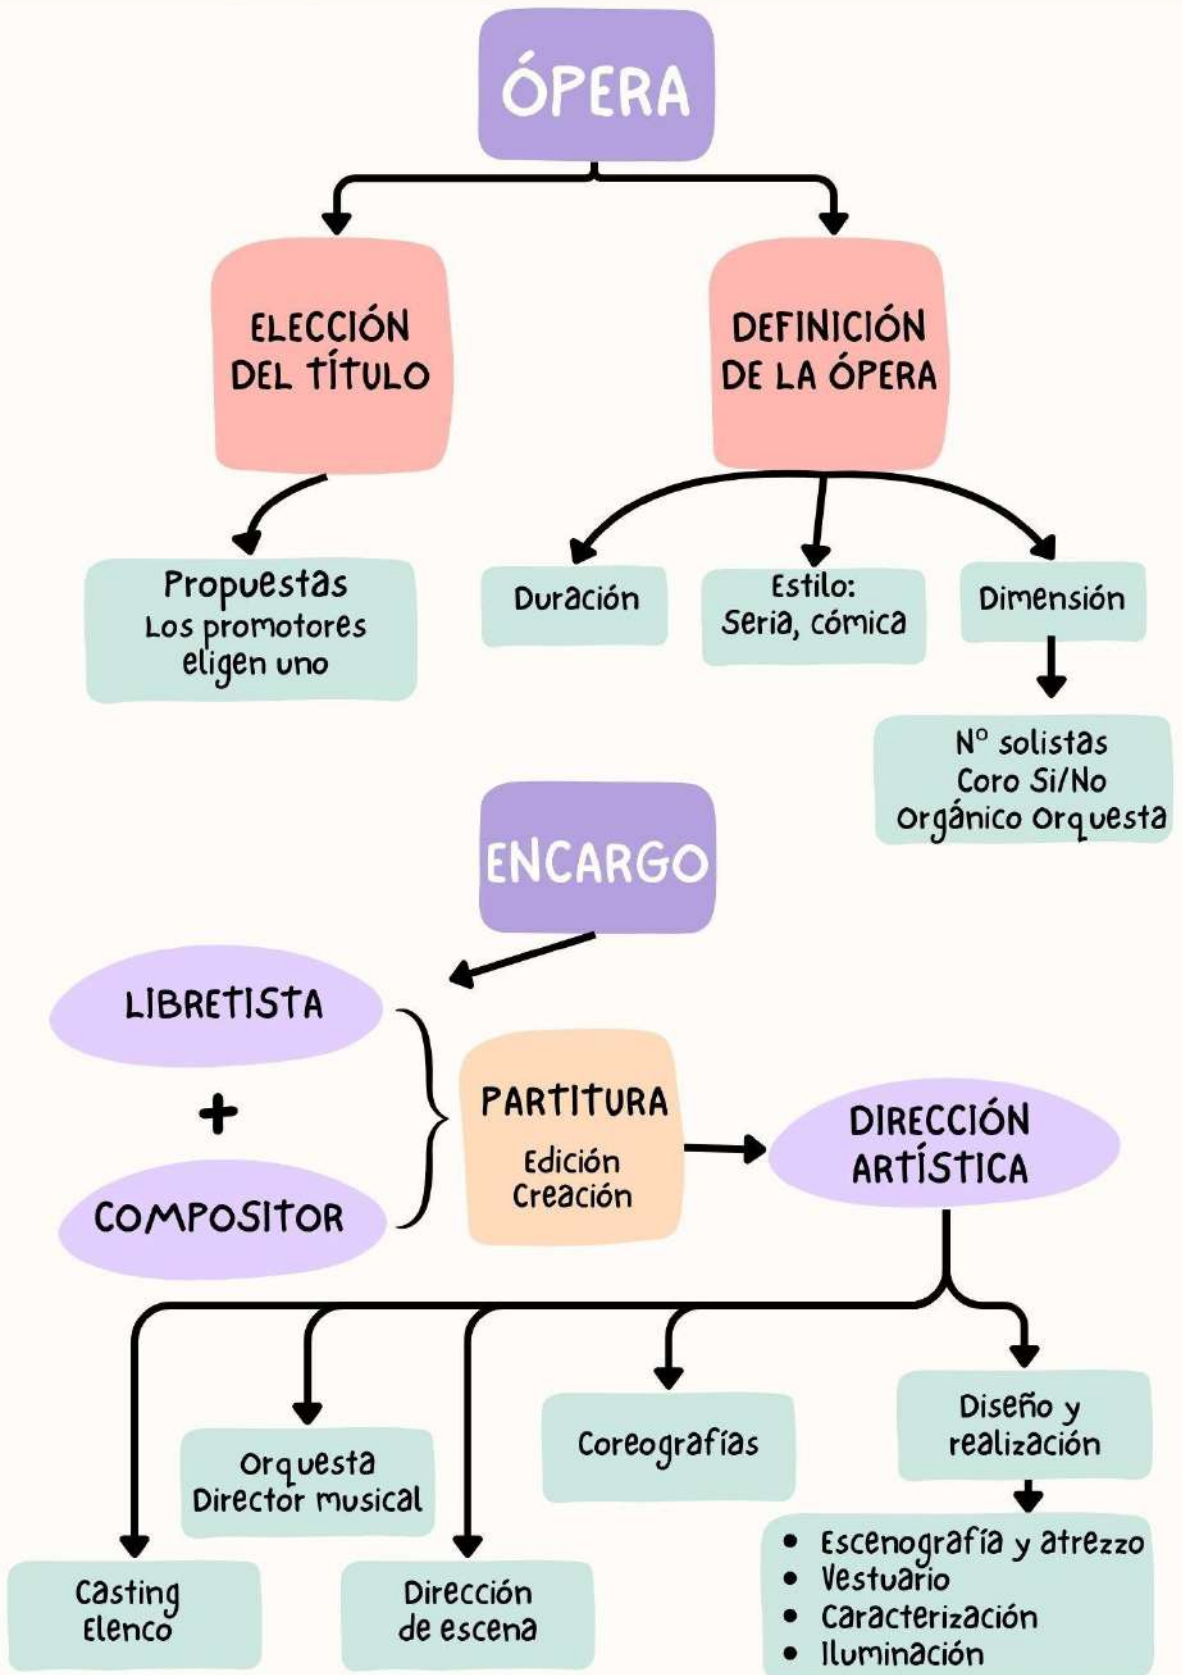 ÓPERA
ELECCIÓN
DEL TÍTULO
DEFINICIÓN
DE LA ÓPERA
Propuestas
Los promotores
eligen uno
Duración
Estilo:
Seria, cómica
Dimensión
Nº solistas
Coro Si/No
Orgánico Orquesta
ENCARGO
LIBRETISTA
+
COMPOSITOR
PARTITURA
Edición
Creación
DIRECCIÓN
ARTÍSTICA
Casting
Elenco
Orquesta
Director musical
Dirección
de escena
Coreografías
Diseño y
realización
• Escenografía y atrezzo
• Vestuario
• Caracterización
• Iluminación